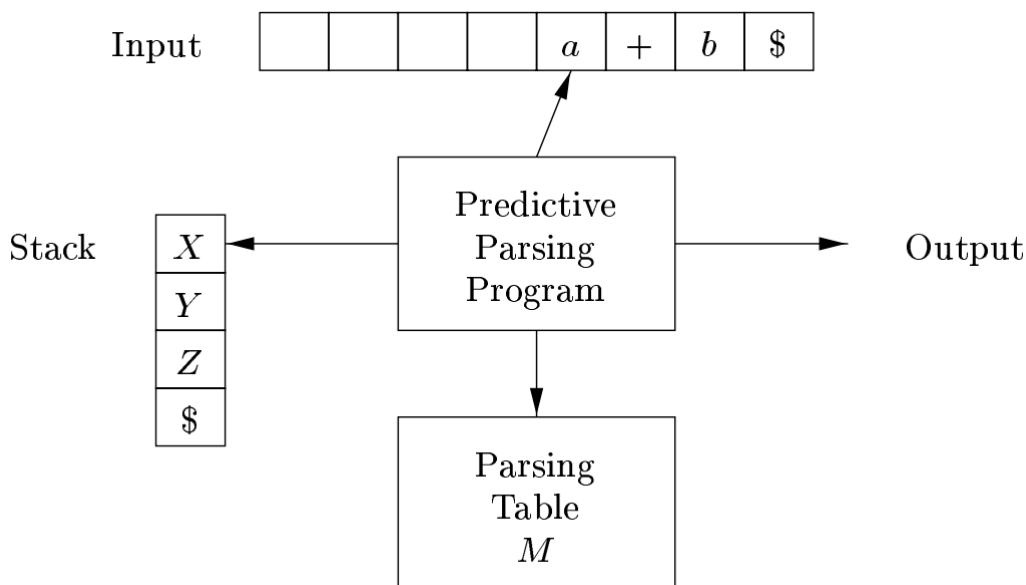 Input a + b $
Predictive
Parsing
Program
Stack
X
Y
Z
$
Output
Parsing
Table
M